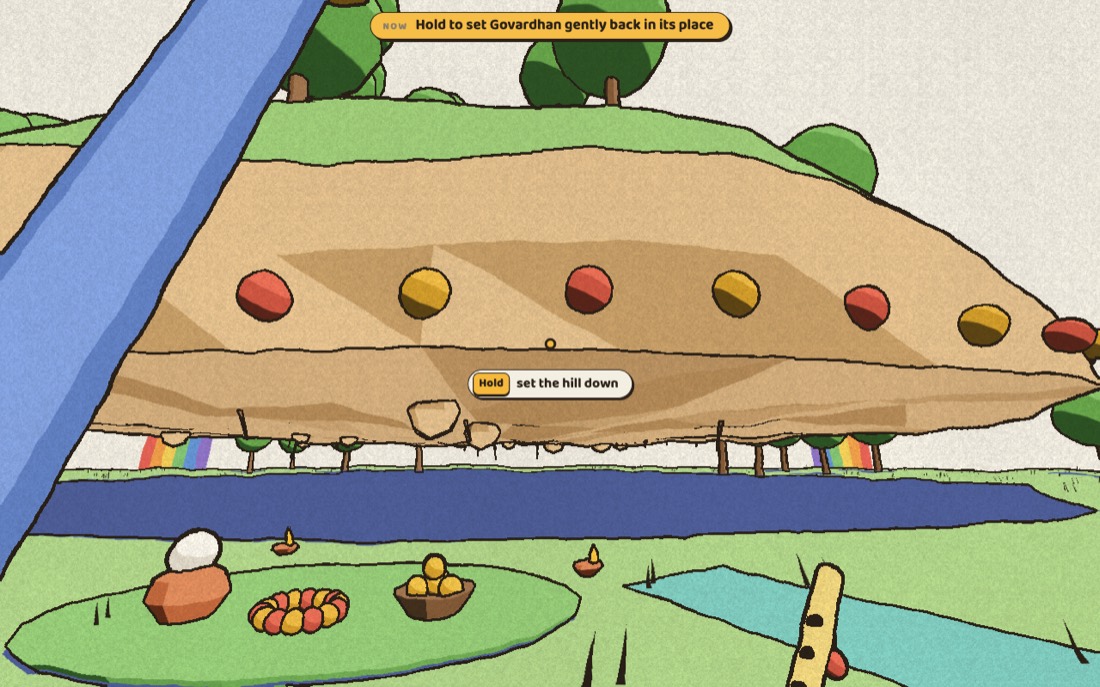 NOW Hold to set Govardhan gently back in its place
Hold set the hill down